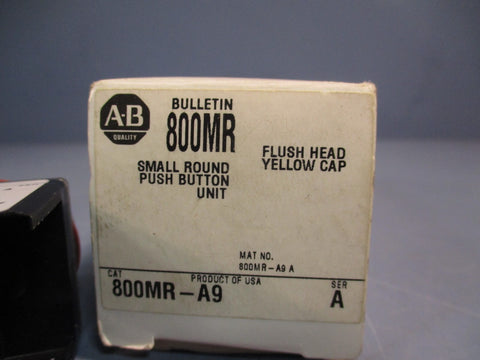 A-B
QUALITY
BULLETIN
800MR
SMALL ROUND
PUSH BUTTON
UNIT
FLUSH HEAD
YELLOW CAP
MAT NO.
800MR-A9 A
CAT
PRODUCT OF USA
SER
800MR-A9
A